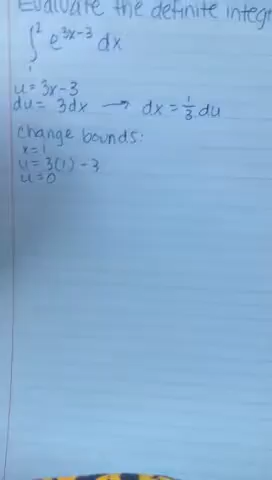 Evaluate the definite integr
∫₁² e^{3x-3} dx
u = 3x-3
du = 3dx → dx = 1/3 du
change bounds:
x=1
u = 3(1) - 3
u = 0